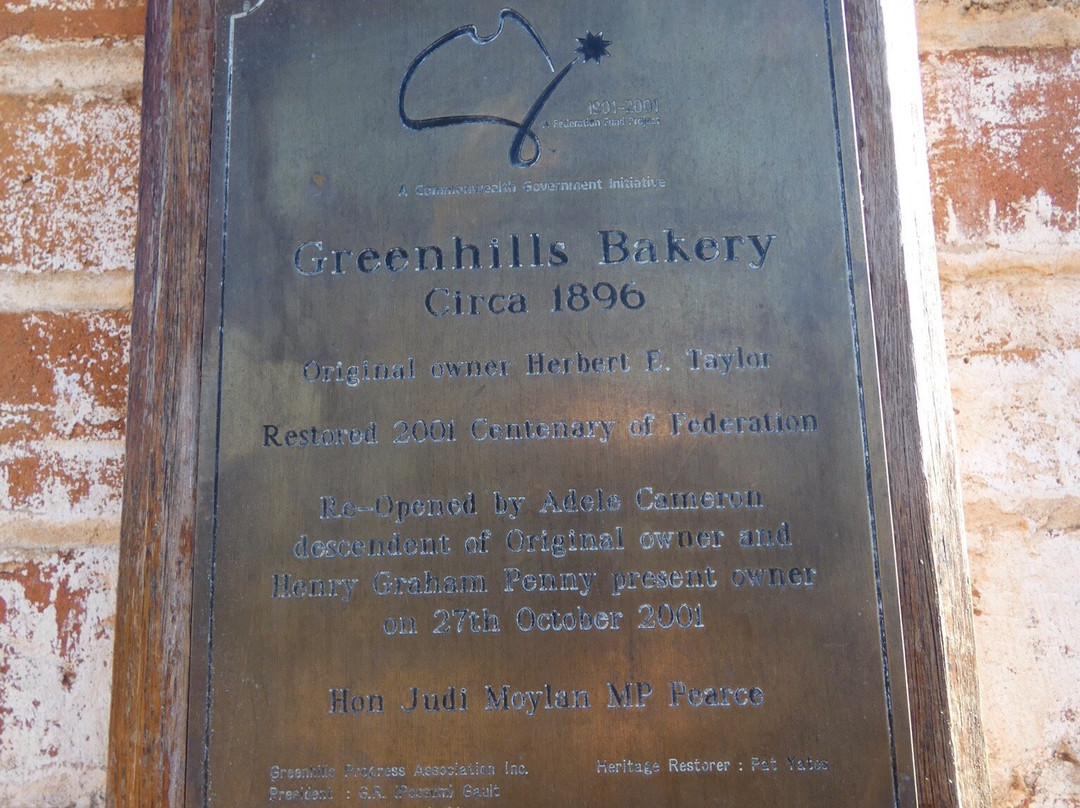 1901-2001
A Federation Fund Project
A Commonwealth Government Initiative
Greenhills Bakery
Circa 1896
Original owner Herbert E. Taylor
Restored 2001 Centenary of Federation
Re-Opened by Adele Cameron
descendent of Original owner and
Henry Graham Penny present owner
on 27th October 2001
Hon Judi Moylan MP Pearce
Greenhills Progress Association Inc.
Heritage Restorer : Pat Yates
President : G.R. (Possum) Gault